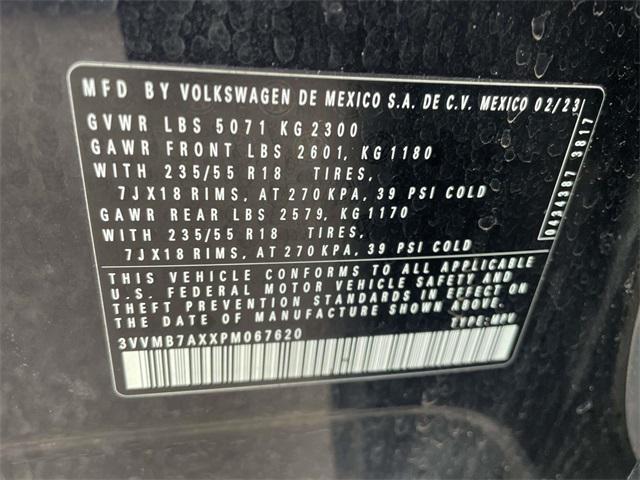 MFD BY VOLKSWAGEN DE MEXICO S.A. DE C.V. MEXICO 02/23
GVWR LBS 5071 KG 2300
GAWR FRONT LBS 2601, KG 1180
WITH 235/55 R18 TIRES,
7JX18 RIMS, AT 270 KPA, 39 PSI COLD
GAWR REAR LBS 2579, KG 1170
WITH 235/55 R18 TIRES,
7JX18 RIMS, AT 270 KPA, 39 PSI COLD
THIS VEHICLE CONFORMS TO ALL APPLICABLE
U.S. FEDERAL MOTOR VEHICLE SAFETY AND
THEFT PREVENTION STANDARDS IN EFFECT ON
THE DATE OF MANUFACTURE SHOWN ABOVE.
3VVMB7AXXPM067620 TYPE: MPV
0434387 3817